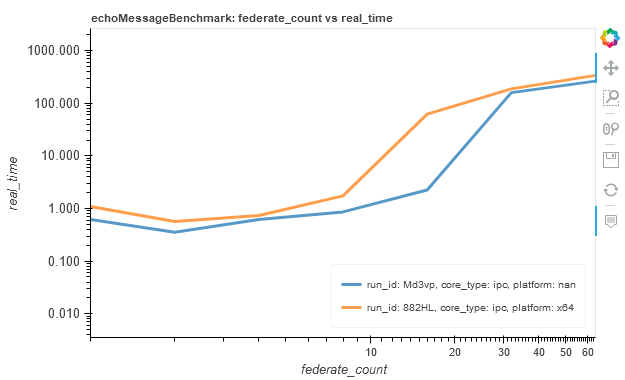 echoMessageBenchmark: federate_count vs real_time
1000.000
100.000
10.000
1.000
0.100
0.010
real_time
run_id: Md3vp, core_type: ipc, platform: nan
run_id: 882HL, core_type: ipc, platform: x64
10 20 30 40 50 60
federate_count